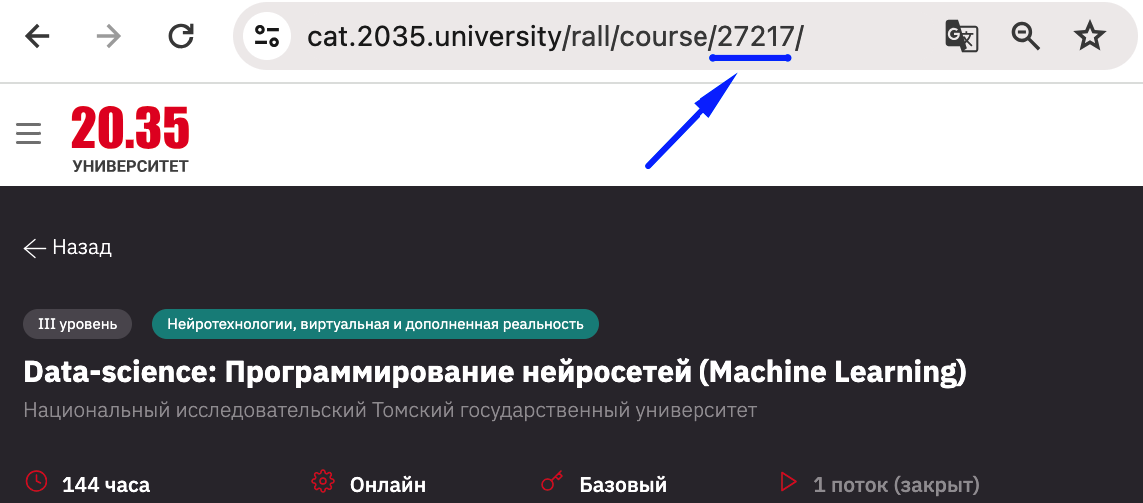 cat.2035.university/rall/course/27217/
20.35
УНИВЕРСИТЕТ
Назад
III уровень
Нейротехнологии, виртуальная и дополненная реальность
Data-science: Программирование нейросетей (Machine Learning)
Национальный исследовательский Томский государственный университет
144 часа
Онлайн
Базовый
1 поток (закрыт)